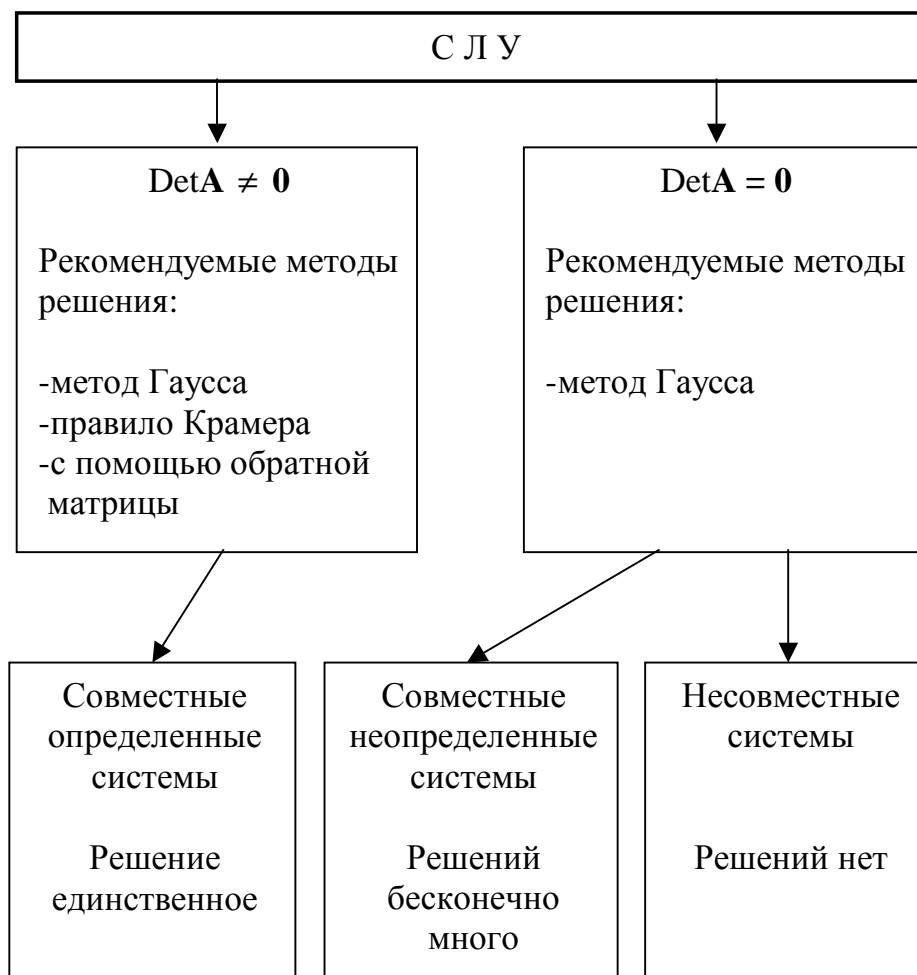 С Л У
DetA ≠ 0
Рекомендуемые методы
решения:
-метод Гаусса
-правило Крамера
-с помощью обратной
матрицы
DetA = 0
Рекомендуемые методы
решения:
-метод Гаусса
Совместные
определенные
системы
Решение
единственное
Совместные
неопределенные
системы
Решений
бесконечно
много
Несовместные
системы
Решений нет